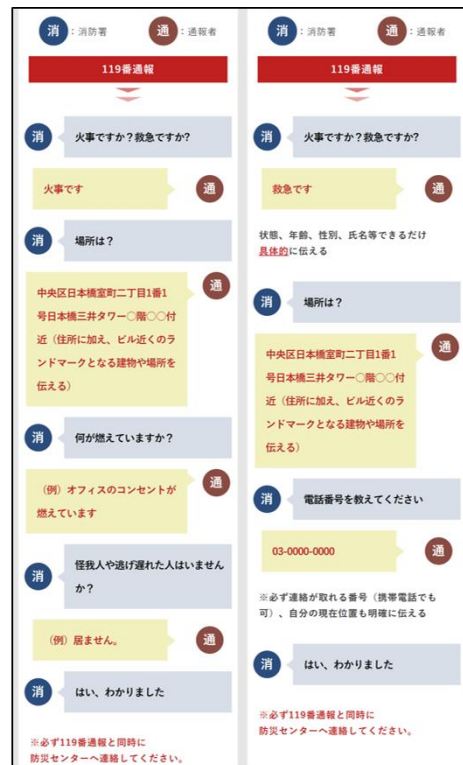 消：消防署
通：通報者
119番通報
消
火事ですか？救急ですか?
火事です
通
消
場所は？
中央区日本橋室町二丁目1番1
号日本橋三井タワー〇階〇〇付
近（住所に加え、ビル近くのラ
ンドマークとなる建物や場所を
伝える）
通
消
何が燃えていますか？
（例）オフィスのコンセントが
燃えています
通
消
怪我人や逃げ遅れた人はいません
か？
（例）居ません。
通
消
はい、わかりました
※必ず119番通報と同時に
防災センターへ連絡してください。
消：消防署
通：通報者
119番通報
消
火事ですか？救急ですか?
救急です
通
状態、年齢、性別、氏名等できるだけ
具体的に伝える
消
場所は？
中央区日本橋室町二丁目1番1
号日本橋三井タワー〇階〇〇付
近（住所に加え、ビル近くのラ
ンドマークとなる建物や場所を
伝える）
通
消
電話番号を教えてください
03-0000-0000
通
※必ず連絡が取れる番号（携帯電話でも
可）、自分の現在位置も明確に伝える
消
はい、わかりました
※必ず119番通報と同時に
防災センターへ連絡してください。